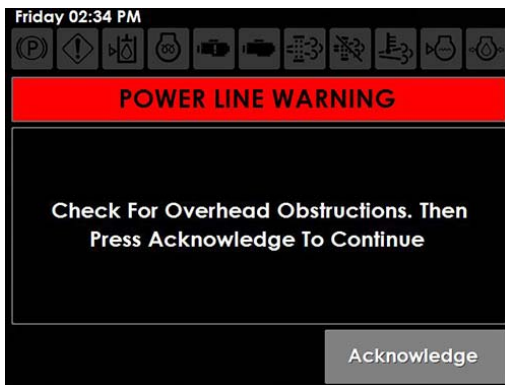 Friday 02:34 PM
POWER LINE WARNING
Check For Overhead Obstructions. Then
Press Acknowledge To Continue
Acknowledge